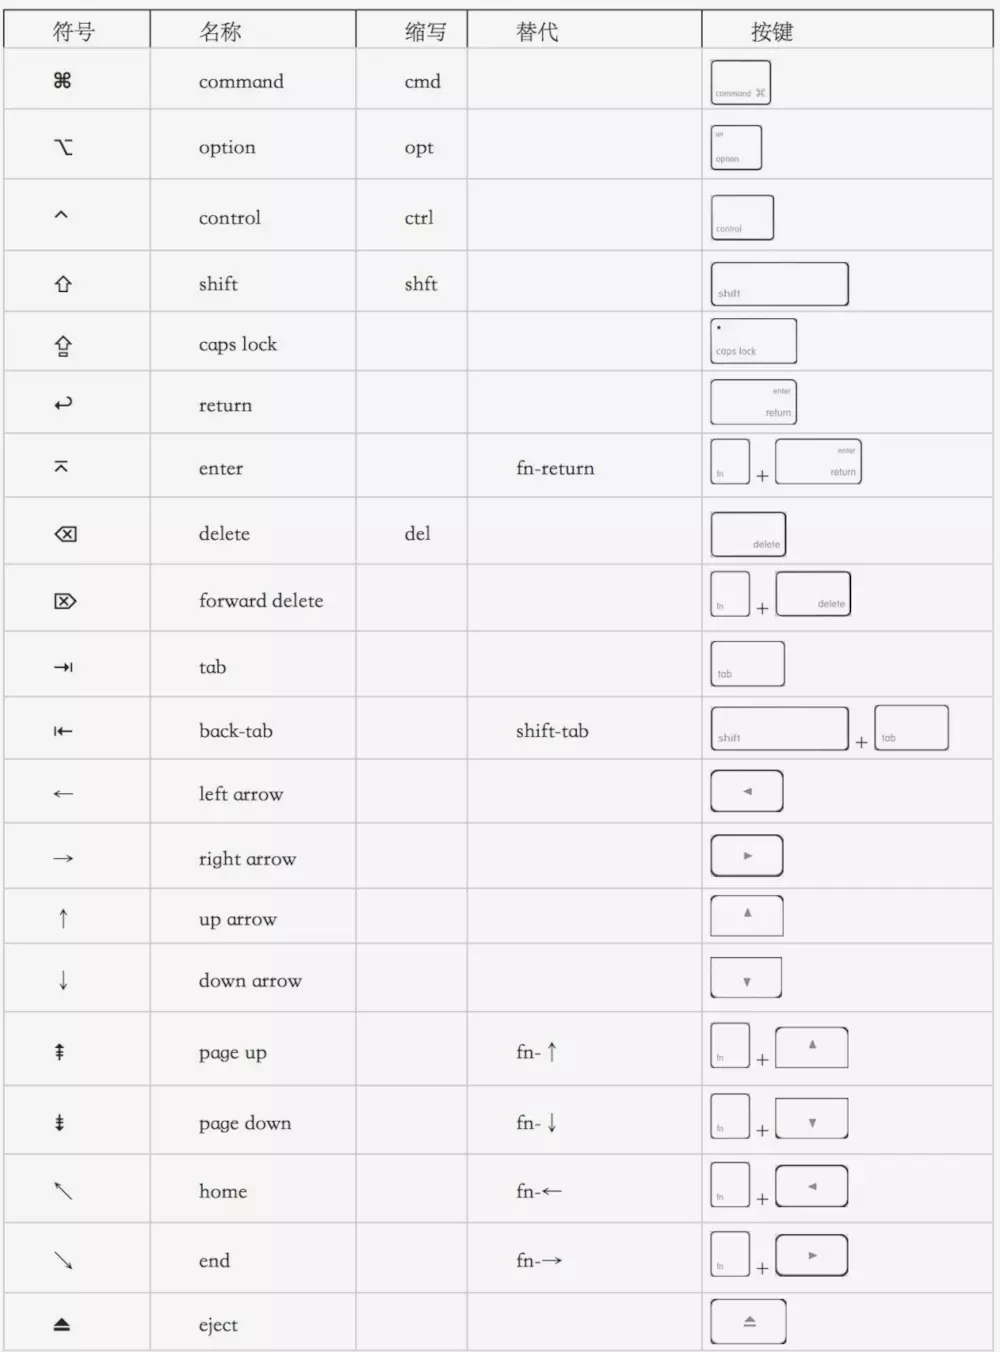 符号 名称 缩写 替代 按键
⌘ command cmd command ⌘
⌥ option opt alt option
⌃ control ctrl control
⇧ shift shft shift
⇪ caps lock caps lock
↩ return enter return
⌤ enter fn-return fn + enter return
⌫ delete del delete
⌦ forward delete fn + delete
⇥ tab tab
⇤ back-tab shift-tab shift + tab
← left arrow ◀
→ right arrow ▶
↑ up arrow ▲
↓ down arrow ▼
⇞ page up fn-↑ fn + ▲
⇟ page down fn-↓ fn + ▼
↖ home fn-← fn + ◀
↘ end fn-→ fn + ▶
⏏ eject ⏏